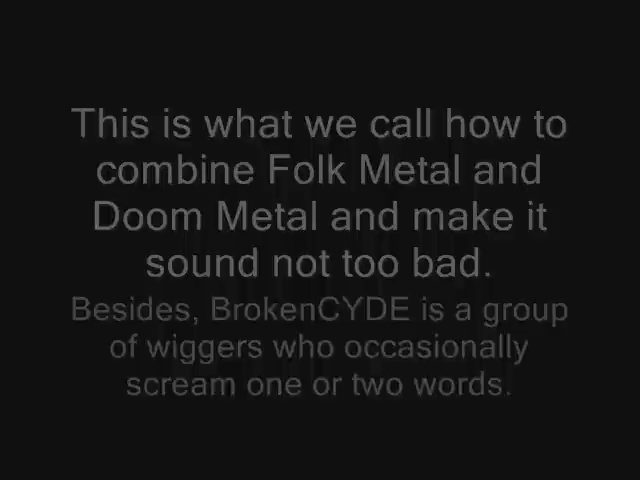 This is what we call how to
combine Folk Metal and
Doom Metal and make it
sound not too bad.
Besides, BrokenCYDE is a group
of wiggers who occasionally
scream one or two words.